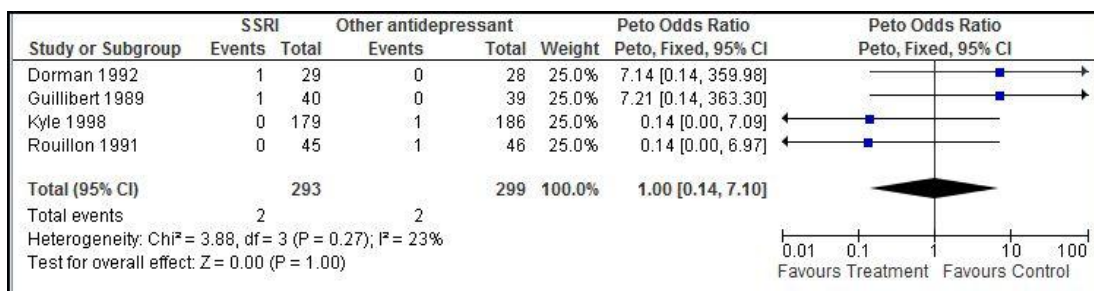 SSRI Other antidepressant Peto Odds Ratio Peto Odds Ratio
Study or Subgroup Events Total Events Total Weight Peto, Fixed, 95% CI Peto, Fixed, 95% CI
Dorman 1992 1 29 0 28 25.0% 7.14 [0.14, 359.98]
Guillibert 1989 1 40 0 39 25.0% 7.21 [0.14, 363.30]
Kyle 1998 0 179 1 186 25.0% 0.14 [0.00, 7.09]
Rouillon 1991 0 45 1 46 25.0% 0.14 [0.00, 6.97]
Total (95% CI) 293 299 100.0% 1.00 [0.14, 7.10]
Total events 2 2
Heterogeneity: Chi² = 3.88, df = 3 (P = 0.27); I² = 23%
Test for overall effect: Z = 0.00 (P = 1.00)
0.01 0.1 1 10 100
Favours Treatment Favours Control